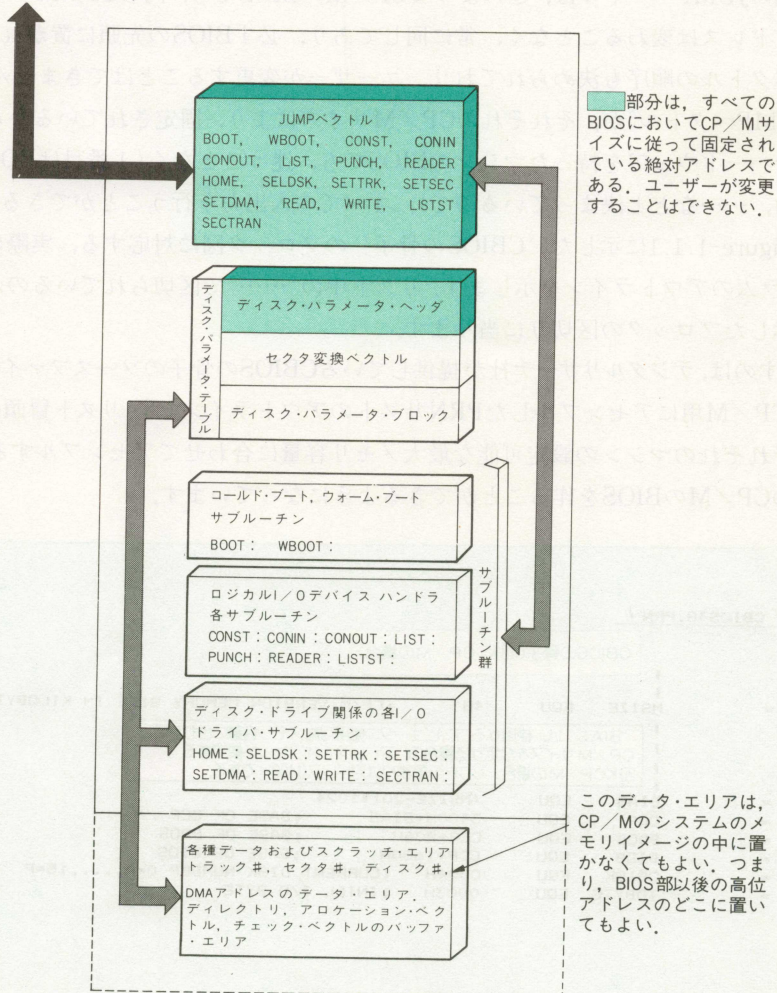 JUMPベクトル
BOOT, WBOOT, CONST, CONIN
CONOUT, LIST, PUNCH, READER
HOME, SELDSK, SETTRK, SETSEC
SETDMA, READ, WRITE, LISTST
SECTRAN
部分は，すべての
BIOSにおいてCP／Mサ
イズに従って固定され
ている絶対アドレスで
ある．ユーザーが変更
することはできない．
ディスク・パラメータ・テーブル
ディスク・パラメータ・ヘッダ
セクタ変換ベクトル
ディスク・パラメータ・ブロック
コールド・ブート，ウォーム・ブート
サブルーチン
BOOT： WBOOT：
ロジカルI／Oデバイス ハンドラ
各サブルーチン
CONST：CONIN：CONOUT：LIST：
PUNCH：READER：LISTST：
サブルーチン群
ディスク・ドライブ関係の各I／O
ドライバ・サブルーチン
HOME：SELDSK：SETTRK：SETSEC：
SETDMA：READ：WRITE：SECTRAN：
各種データおよびスクラッチ・エリア
トラック＃，セクタ＃，ディスク＃，
DMAアドレスのデータ・エリア．
ディレクトリ，アロケーション・ベク
トル，チェック・ベクトルのバッファ
・エリア
このデータ・エリアは，
CP／Mのシステムのメ
モリイメージの中に置
かなくてもよい．つま
り，BIOS部以後の高位
アドレスのどこに置い
てもよい．